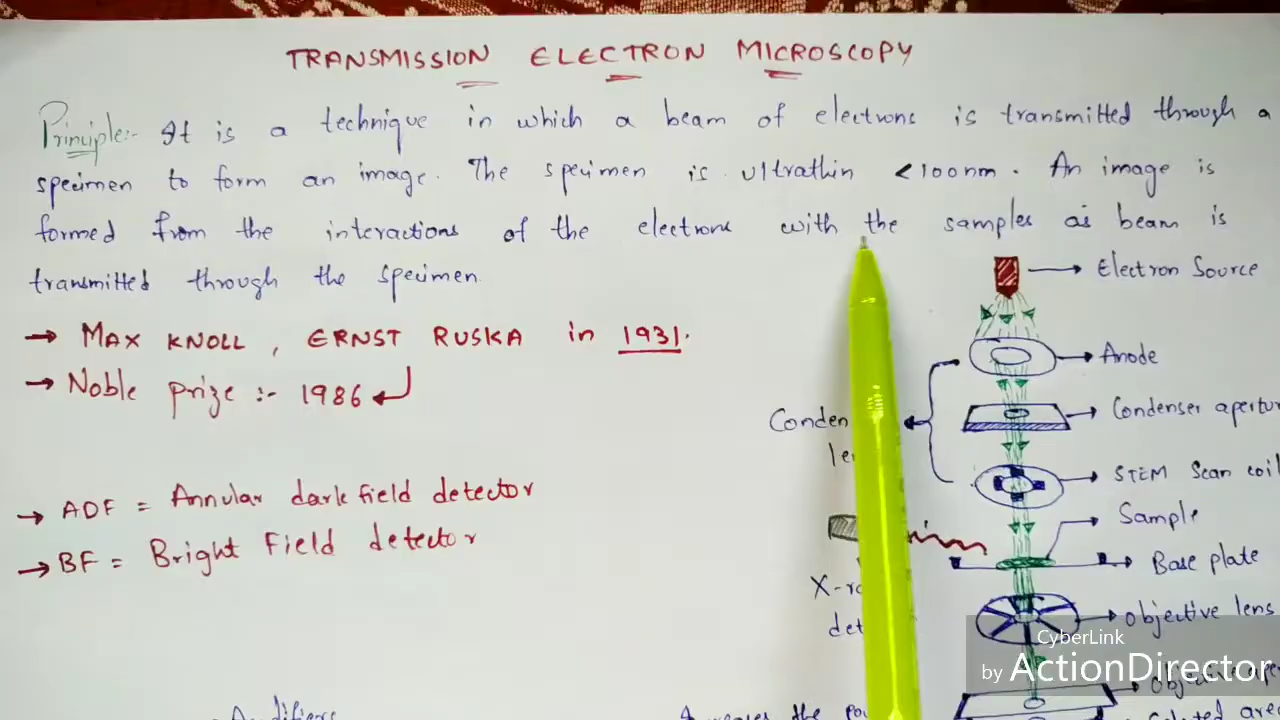 TRANSMISSION ELECTRON MICROSCOPY
Principle:- It is a technique in which a beam of electrons is transmitted through a
specimen to form an image. The specimen is ultrathin <100nm. An image is
formed from the interactions of the electrons with the samples as beam is
transmitted through the specimen.
→ MAX KNOLL, ERNST RUSKA in 1931.
→ Noble prize :- 1986
→ ADF = Annular dark field detector
→ BF = Bright Field detector
Electron Source
Anode
Condenser
STEM Scan coil
Sample
Base plate
Objective lens
Objective
CyberLink
by ActionDirector
the